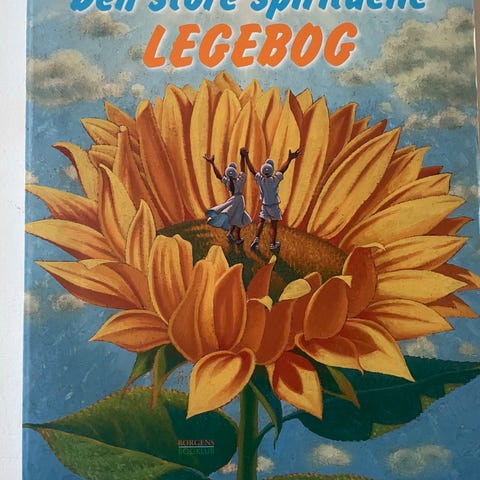 Den store spirituelle
LEGEBOG
BORGENS
BOGKLUB